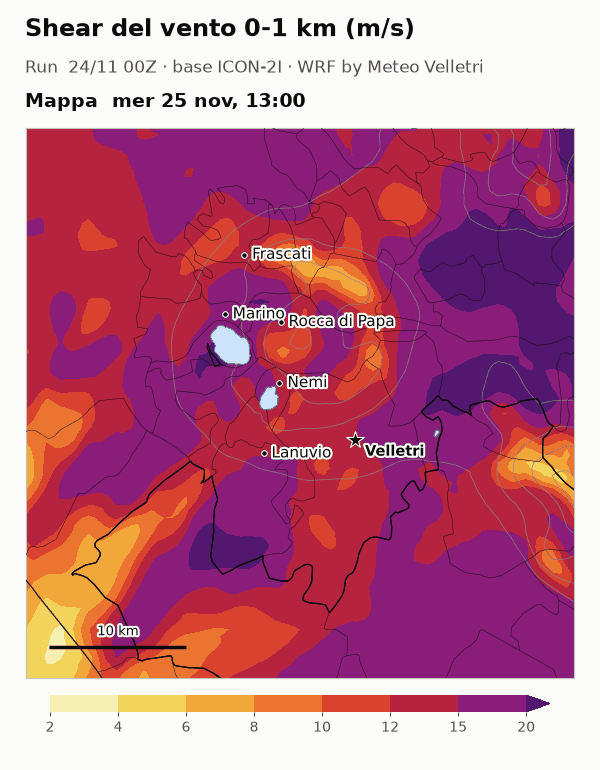 Shear del vento 0-1 km (m/s)
Run  24/11 00Z · base ICON-2I · WRF by Meteo Velletri
Mappa  mer 25 nov, 13:00
Frascati
Marino
Rocca di Papa
Nemi
Velletri
Lanuvio
10 km
2 4 6 8 10 12 15 20